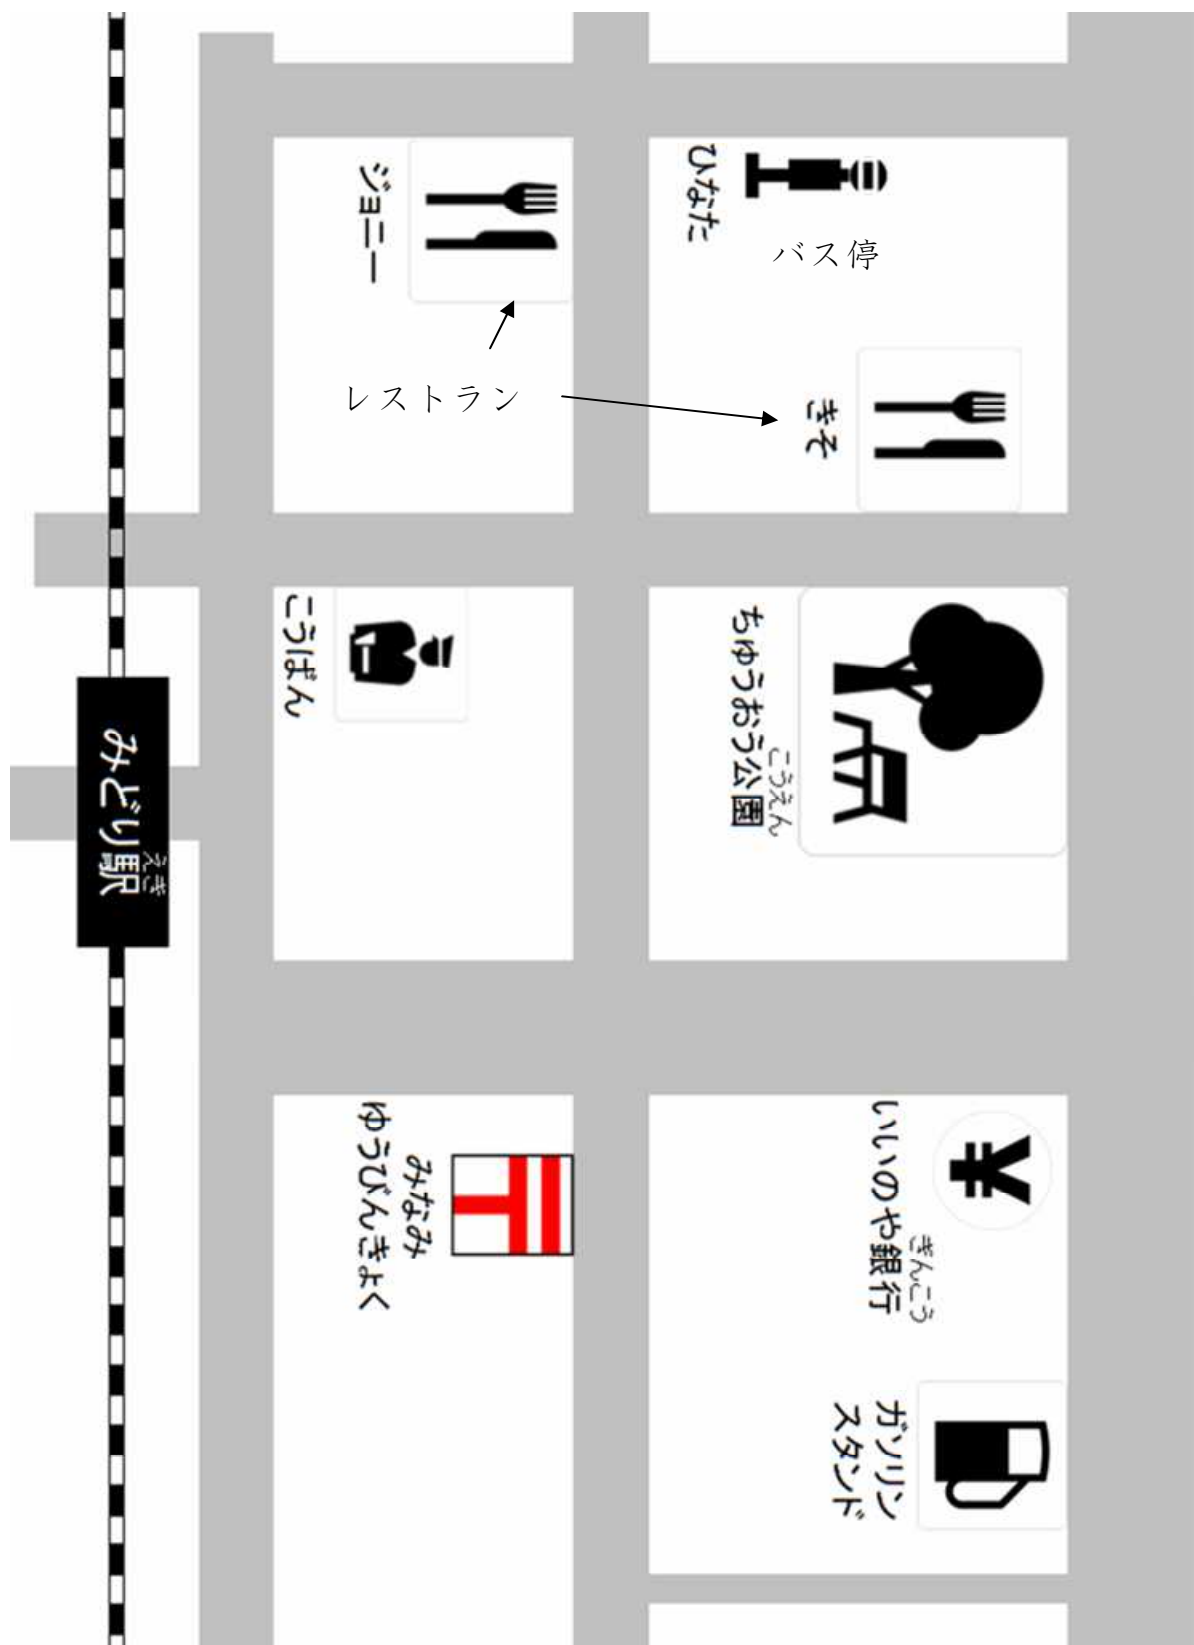 ひなた
バス停
ジョニー
レストラン
きそ
こうばん
ちゅうおう公園
こうえん
みどり駅
えき
みなみ
ゆうびんきょく
いいのや銀行
ぎんこう
ガソリン
スタンド